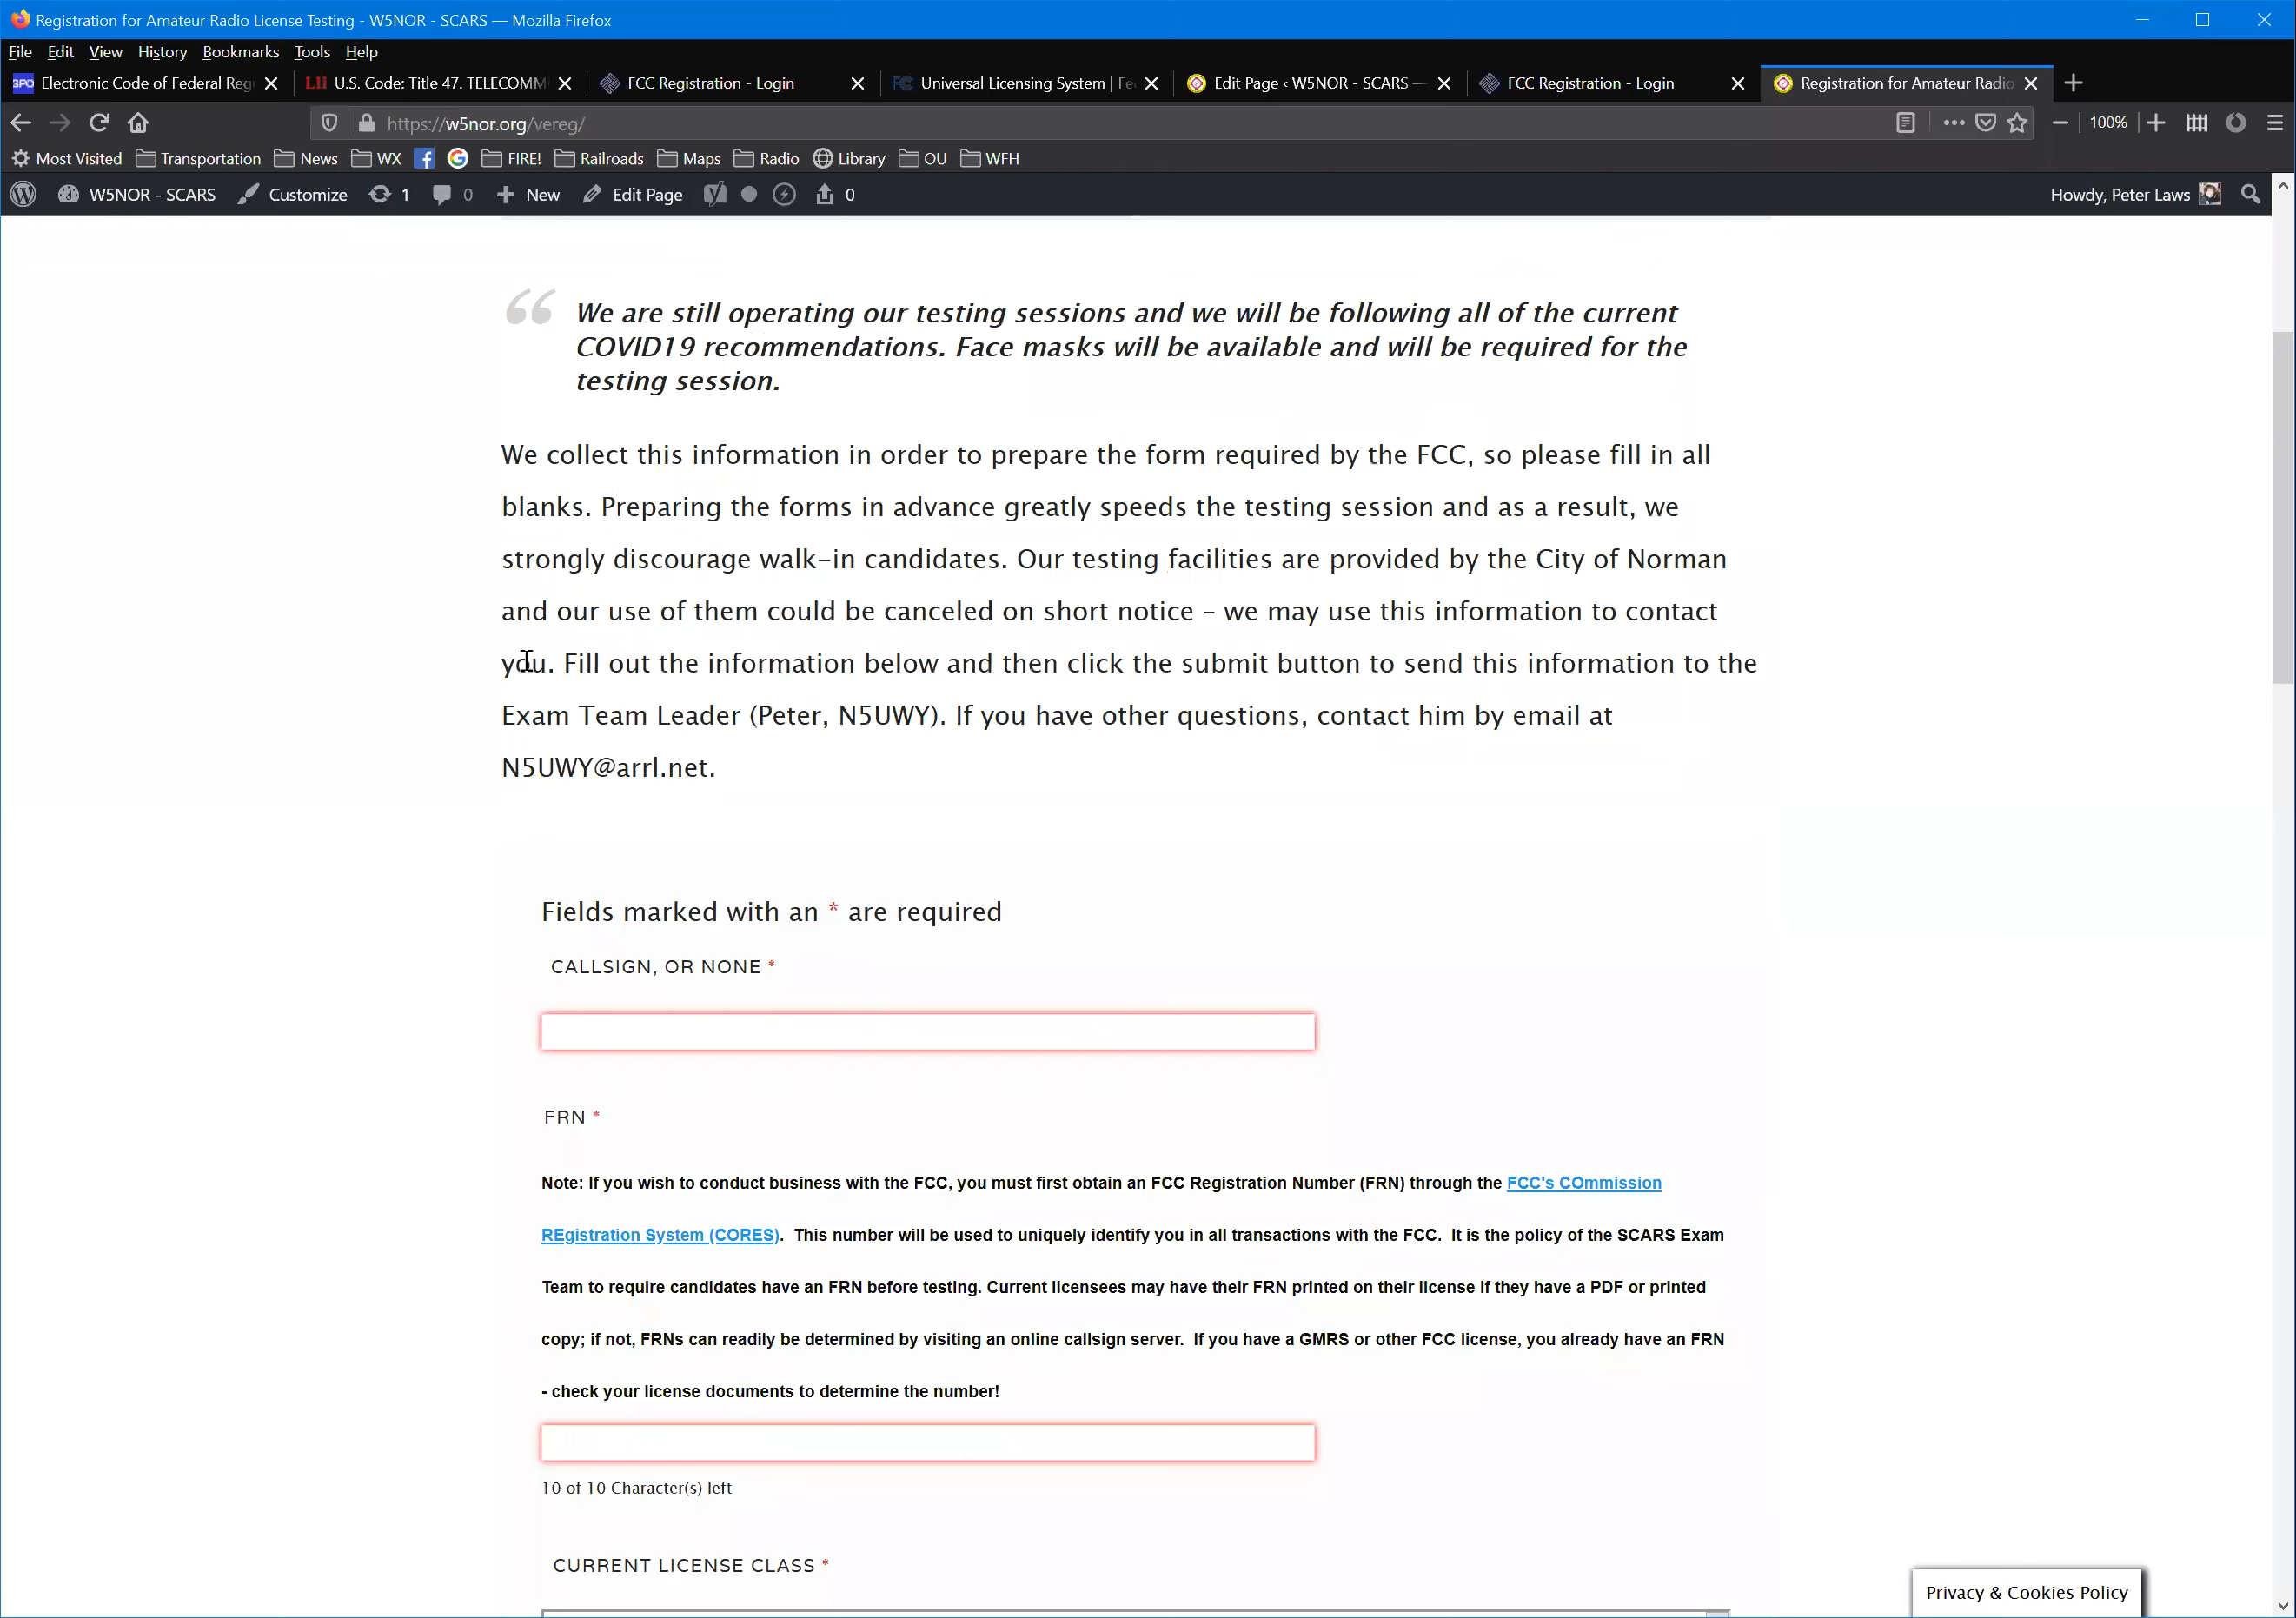 Registration for Amateur Radio License Testing - W5NOR - SCARS — Mozilla Firefox
File Edit View History Bookmarks Tools Help
GPO Electronic Code of Federal Reg LII U.S. Code: Title 47. TELECOMM FCC Registration - Login Universal Licensing System | Fe Edit Page ‹ W5NOR - SCARS — FCC Registration - Login Registration for Amateur Radio
https://w5nor.org/vereg/ 100%
Most Visited Transportation News WX FIRE! Railroads Maps Radio Library OU WFH
W5NOR - SCARS Customize 1 0 New Edit Page 0 Howdy, Peter Laws
“ We are still operating our testing sessions and we will be following all of the current
COVID19 recommendations. Face masks will be available and will be required for the
testing session.
We collect this information in order to prepare the form required by the FCC, so please fill in all
blanks. Preparing the forms in advance greatly speeds the testing session and as a result, we
strongly discourage walk-in candidates. Our testing facilities are provided by the City of Norman
and our use of them could be canceled on short notice – we may use this information to contact
you. Fill out the information below and then click the submit button to send this information to the
Exam Team Leader (Peter, N5UWY). If you have other questions, contact him by email at
N5UWY@arrl.net.
Fields marked with an * are required
CALLSIGN, OR NONE *
FRN *
Note: If you wish to conduct business with the FCC, you must first obtain an FCC Registration Number (FRN) through the FCC's COmmission
REgistration System (CORES). This number will be used to uniquely identify you in all transactions with the FCC. It is the policy of the SCARS Exam
Team to require candidates have an FRN before testing. Current licensees may have their FRN printed on their license if they have a PDF or printed
copy; if not, FRNs can readily be determined by visiting an online callsign server. If you have a GMRS or other FCC license, you already have an FRN
- check your license documents to determine the number!
10 of 10 Character(s) left
CURRENT LICENSE CLASS *
Privacy & Cookies Policy